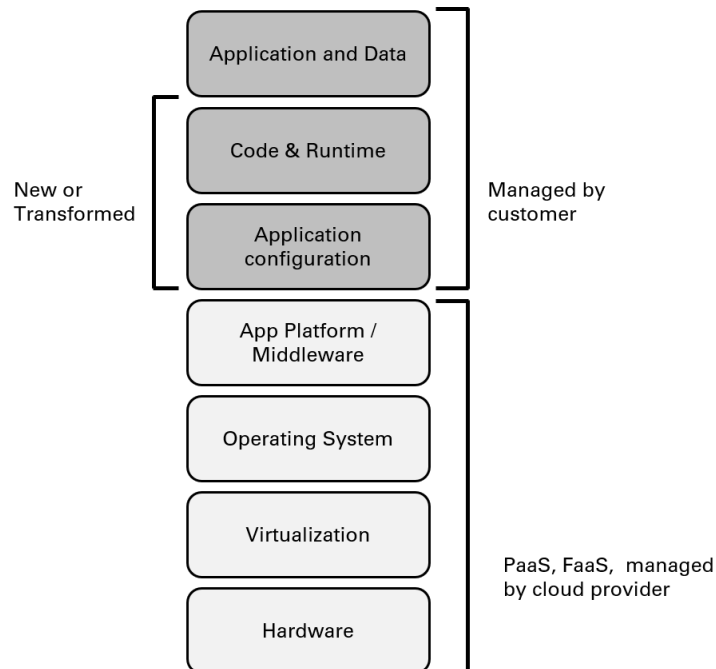 Application and Data
Code & Runtime
New or
Transformed
Managed by
customer
Application
configuration
App Platform /
Middleware
Operating System
Virtualization
PaaS, FaaS,  managed
by cloud provider
Hardware